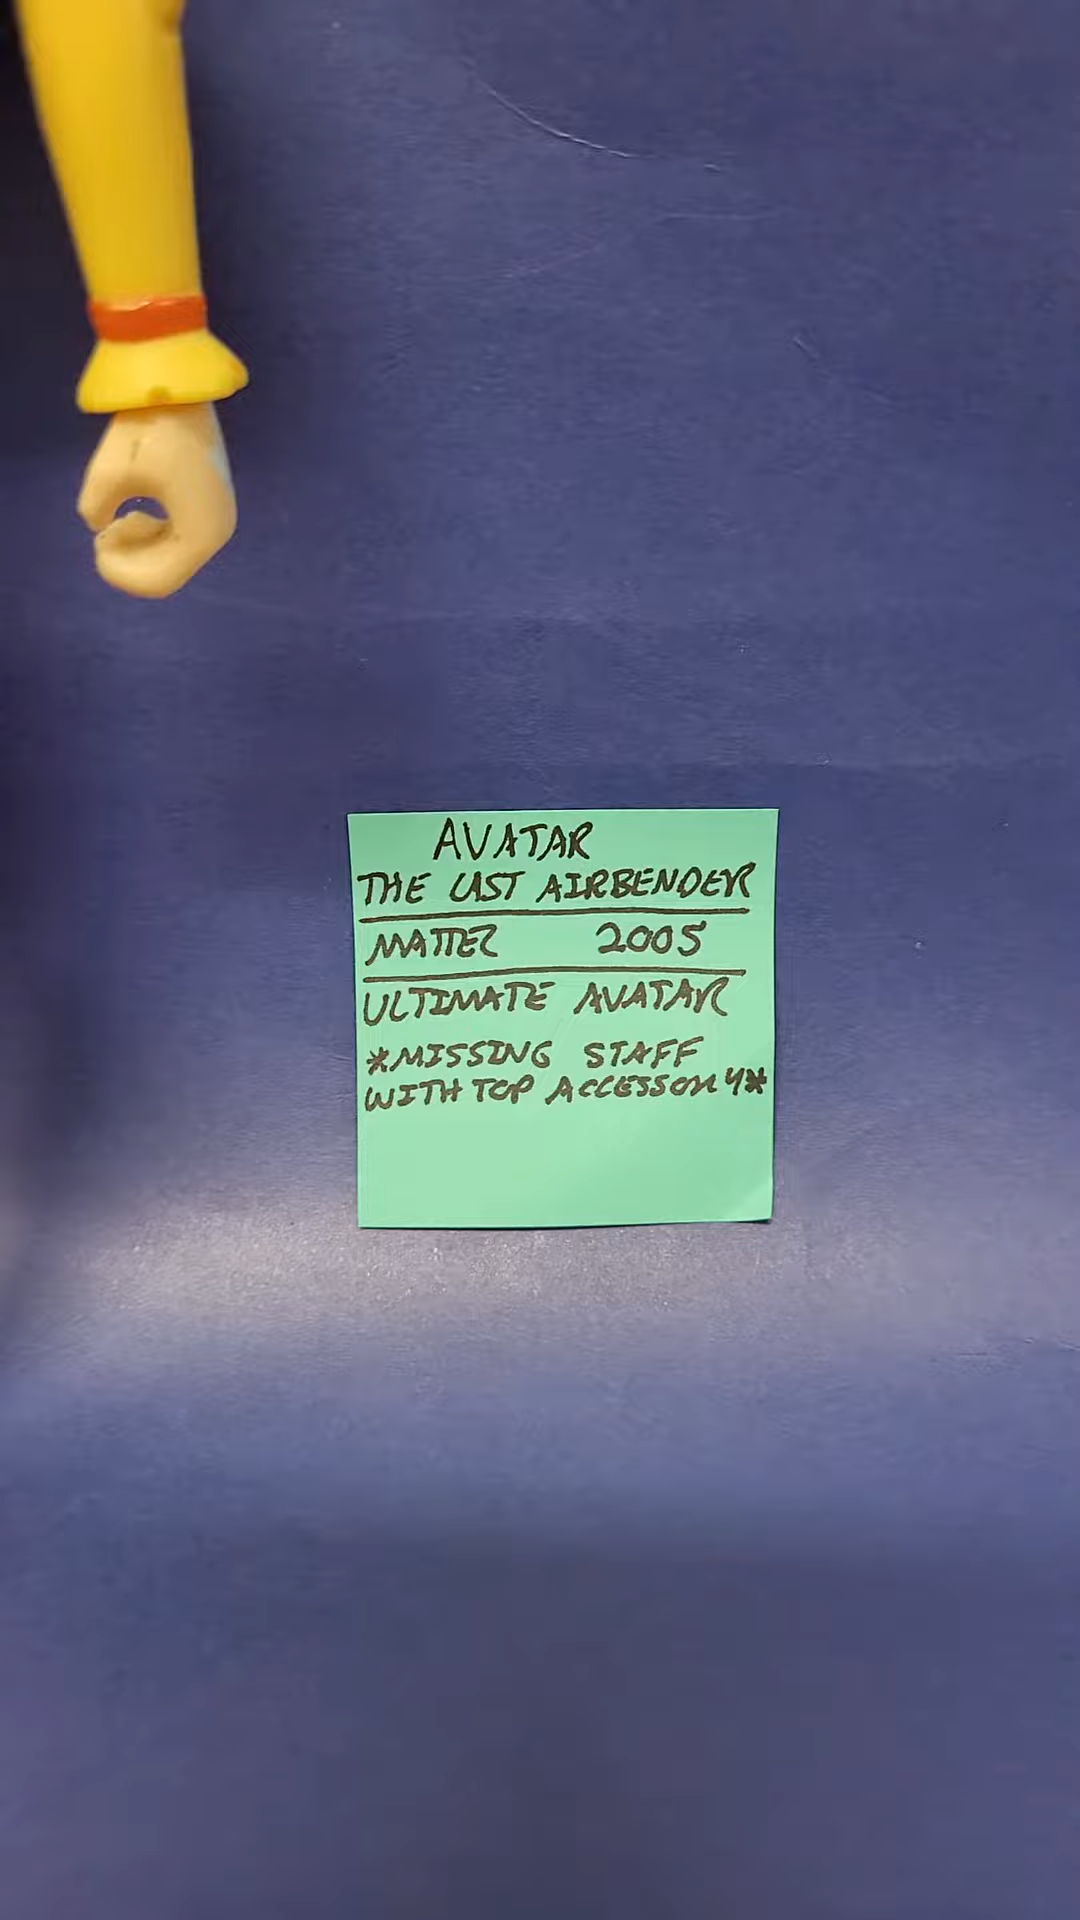 AVATAR
THE LAST AIRBENDER
MATTEL 2005
ULTIMATE AVATAR
*MISSING STAFF
WITH TOP ACCESSORY*